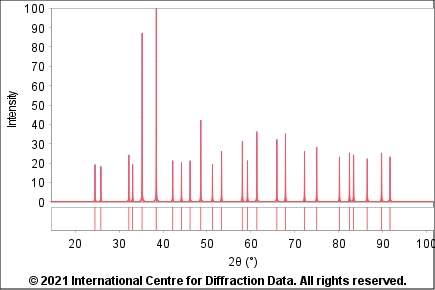 100
90
80
70
60
50
40
30
20
10
0
Intensity
20 30 40 50 60 70 80 90 100
2θ (°)
© 2021 International Centre for Diffraction Data. All rights reserved.